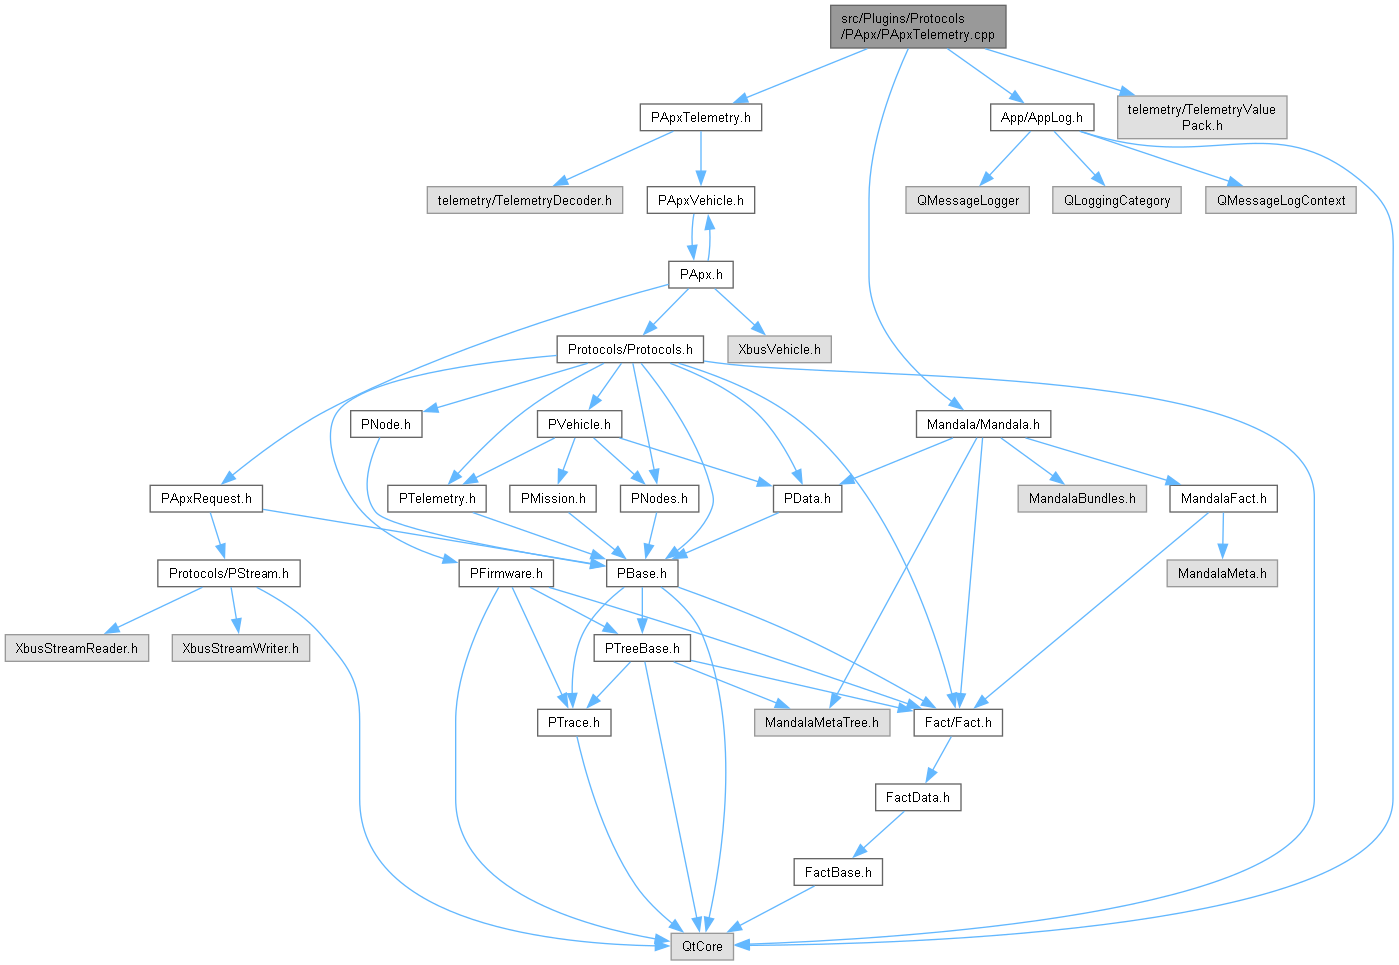 src/Plugins/Protocols
/PApx/PApxTelemetry.cpp
PApxTelemetry.h
App/AppLog.h
telemetry/TelemetryValue
Pack.h
telemetry/TelemetryDecoder.h
PApxVehicle.h
QMessageLogger
QLoggingCategory
QMessageLogContext
PApx.h
Protocols/Protocols.h
XbusVehicle.h
PNode.h
PVehicle.h
Mandala/Mandala.h
PApxRequest.h
PTelemetry.h
PMission.h
PNodes.h
PData.h
MandalaBundles.h
MandalaFact.h
Protocols/PStream.h
PFirmware.h
PBase.h
MandalaMeta.h
XbusStreamReader.h
XbusStreamWriter.h
PTreeBase.h
PTrace.h
MandalaMetaTree.h
Fact/Fact.h
FactData.h
FactBase.h
QtCore